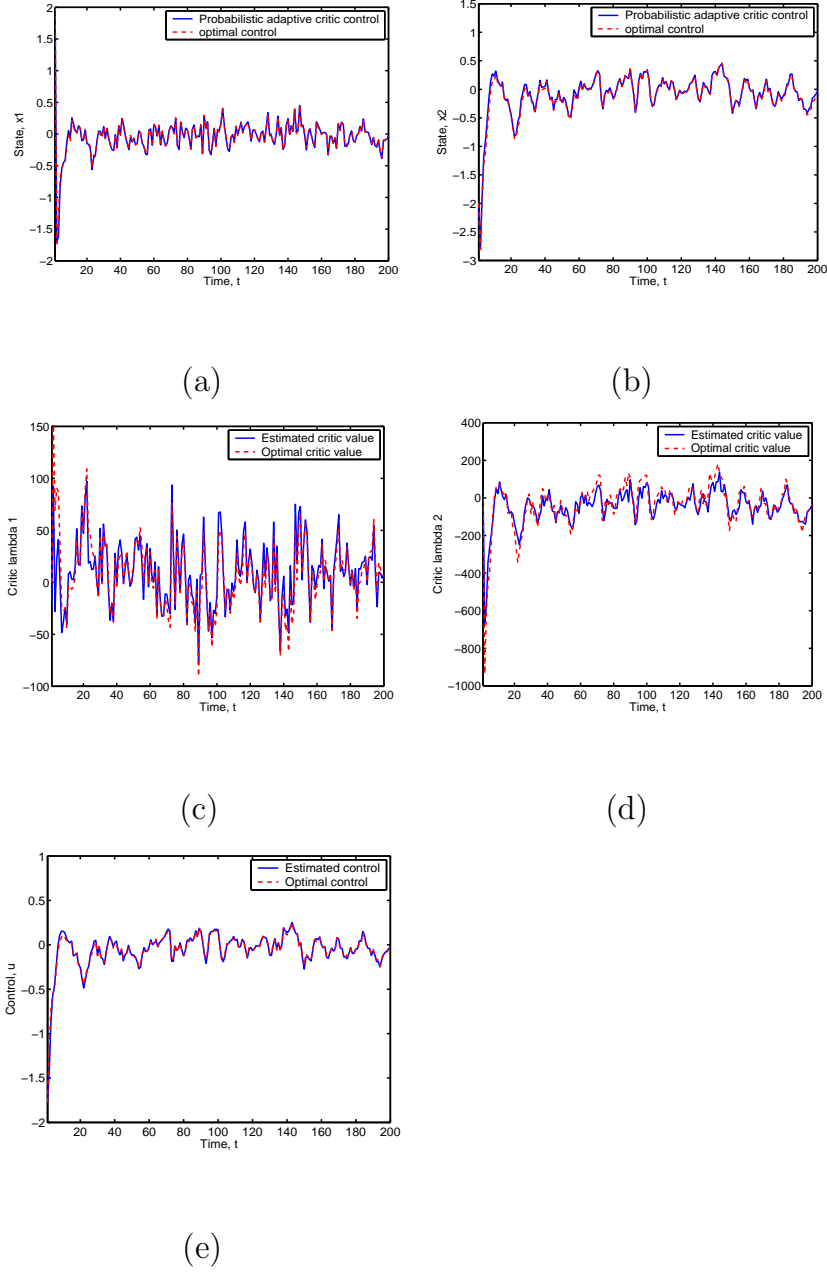 2
1.5
1
0.5
0
−0.5
−1
−1.5
−2
State, x1
Probabilistic adaptive critic control
optimal control
20 40 60 80 100 120 140 160 180 200
Time, t
(a)
2
1.5
1
0.5
0
−0.5
−1
−1.5
−2
−2.5
−3
State, x2
Probabilistic adaptive critic control
optimal control
20 40 60 80 100 120 140 160 180 200
Time, t
(b)
150
100
50
0
−50
−100
Critic lambda 1
Estimated critic value
Optimal critic value
20 40 60 80 100 120 140 160 180 200
Time, t
(c)
400
200
0
−200
−400
−600
−800
−1000
Critic lambda 2
Estimated critic value
Optimal critic value
20 40 60 80 100 120 140 160 180 200
Time, t
(d)
1
0.5
0
−0.5
−1
−1.5
−2
Control, u
Estimated control
Optimal control
20 40 60 80 100 120 140 160 180 200
Time, t
(e)